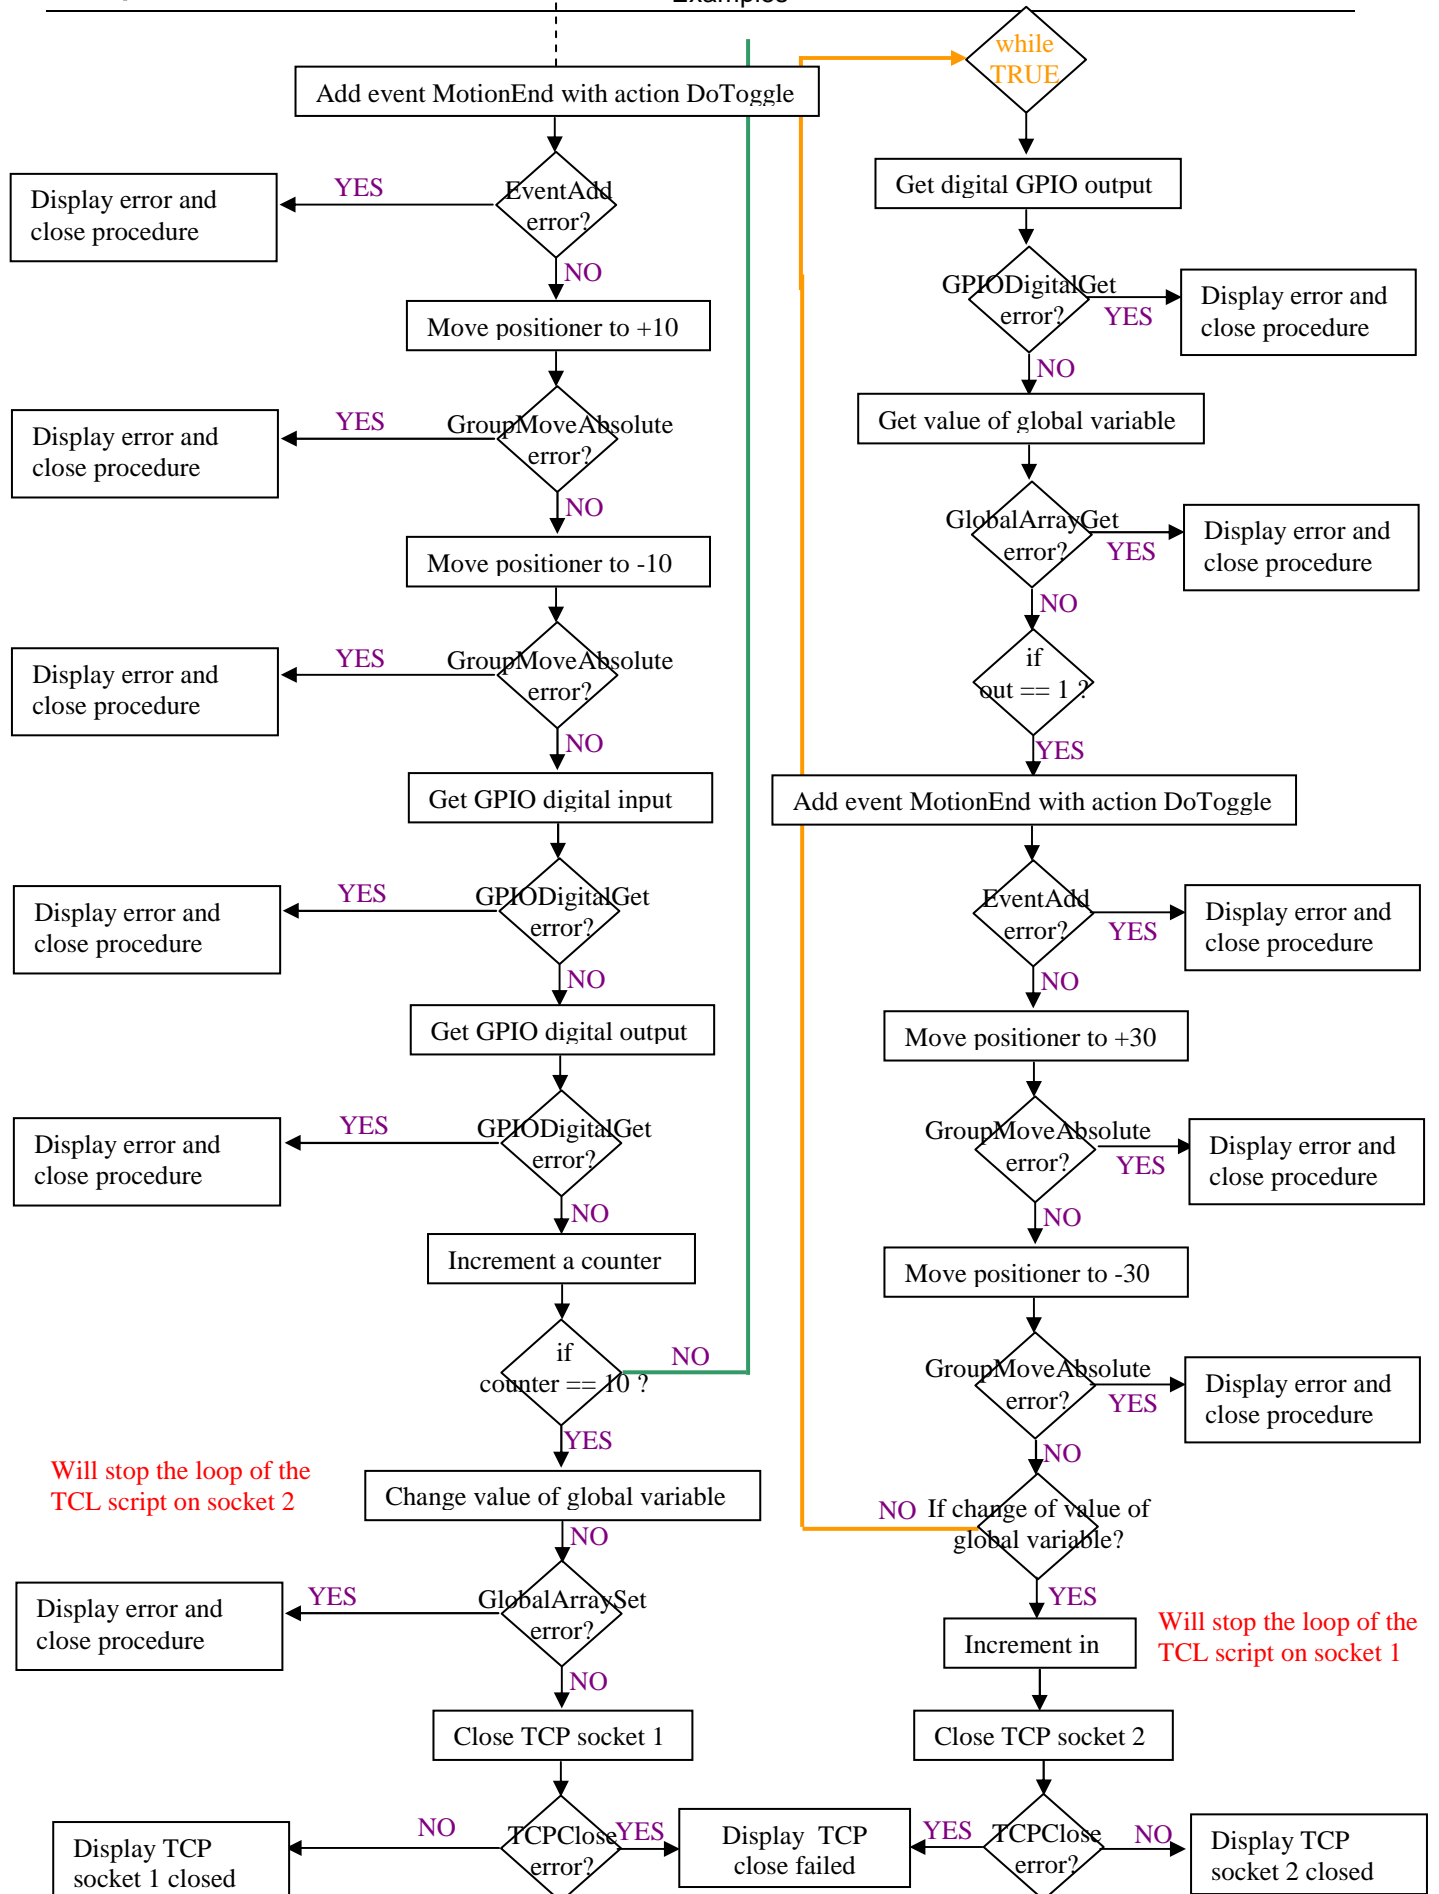 Examples
Add event MotionEnd with action DoToggle
EventAdd
error?
YES
Display error and
close procedure
NO
Move positioner to +10
GroupMoveAbsolute
error?
YES
Display error and
close procedure
NO
Move positioner to -10
GroupMoveAbsolute
error?
YES
Display error and
close procedure
NO
Get GPIO digital input
GPIODigitalGet
error?
YES
Display error and
close procedure
NO
Get GPIO digital output
GPIODigitalGet
error?
YES
Display error and
close procedure
NO
Increment a counter
if
counter == 10 ?
NO
YES
Will stop the loop of the
TCL script on socket 2
Change value of global variable
NO
GlobalArraySet
error?
YES
Display error and
close procedure
NO
Close TCP socket 1
TCPClose
error?
NO
Display TCP
socket 1 closed
YES
Display TCP
close failed
while
TRUE
Get digital GPIO output
GPIODigitalGet
error?
YES
Display error and
close procedure
NO
Get value of global variable
GlobalArrayGet
error?
YES
Display error and
close procedure
NO
if
out == 1 ?
YES
Add event MotionEnd with action DoToggle
EventAdd
error?
YES
Display error and
close procedure
NO
Move positioner to +30
GroupMoveAbsolute
error?
YES
Display error and
close procedure
NO
Move positioner to -30
GroupMoveAbsolute
error?
YES
Display error and
close procedure
NO
If change of value of
global variable?
NO
YES
Increment in
Will stop the loop of the
TCL script on socket 1
Close TCP socket 2
TCPClose
error?
YES
NO
Display TCP
socket 2 closed